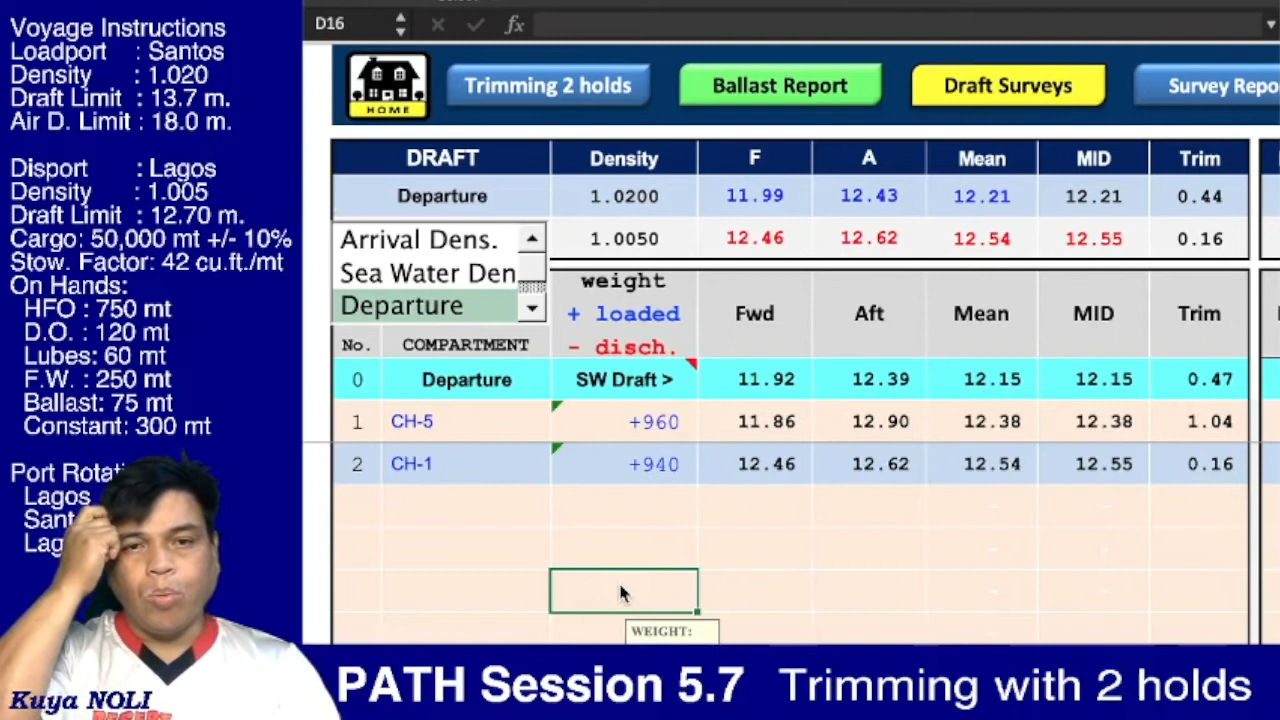 Voyage Instructions
Loadport : Santos
Density : 1.020
Draft Limit : 13.7 m.
Air D. Limit : 18.0 m.
Disport : Lagos
Density : 1.005
Draft Limit : 12.70 m.
Cargo: 50,000 mt +/- 10%
Stow. Factor: 42 cu.ft./mt
On Hands:
HFO : 750 mt
D.O. : 120 mt
Lubes: 60 mt
F.W. : 250 mt
Ballast: 75 mt
Constant: 300 mt
Port Rotati
Lagos
Sant
Lag
Kuya NOLI
D16 fx
HOME
Trimming 2 holds Ballast Report Draft Surveys Survey Repo
DRAFT Density F A Mean MID Trim
Departure 1.0200 11.99 12.43 12.21 12.21 0.44
1.0050 12.46 12.62 12.54 12.55 0.16
Arrival Dens.
Sea Water Den
Departure
weight
+ loaded Fwd Aft Mean MID Trim
- disch.
No. COMPARTMENT
0 Departure SW Draft > 11.92 12.39 12.15 12.15 0.47
1 CH-5 +960 11.86 12.90 12.38 12.38 1.04
2 CH-1 +940 12.46 12.62 12.54 12.55 0.16
WEIGHT:
PATH Session 5.7 Trimming with 2 holds